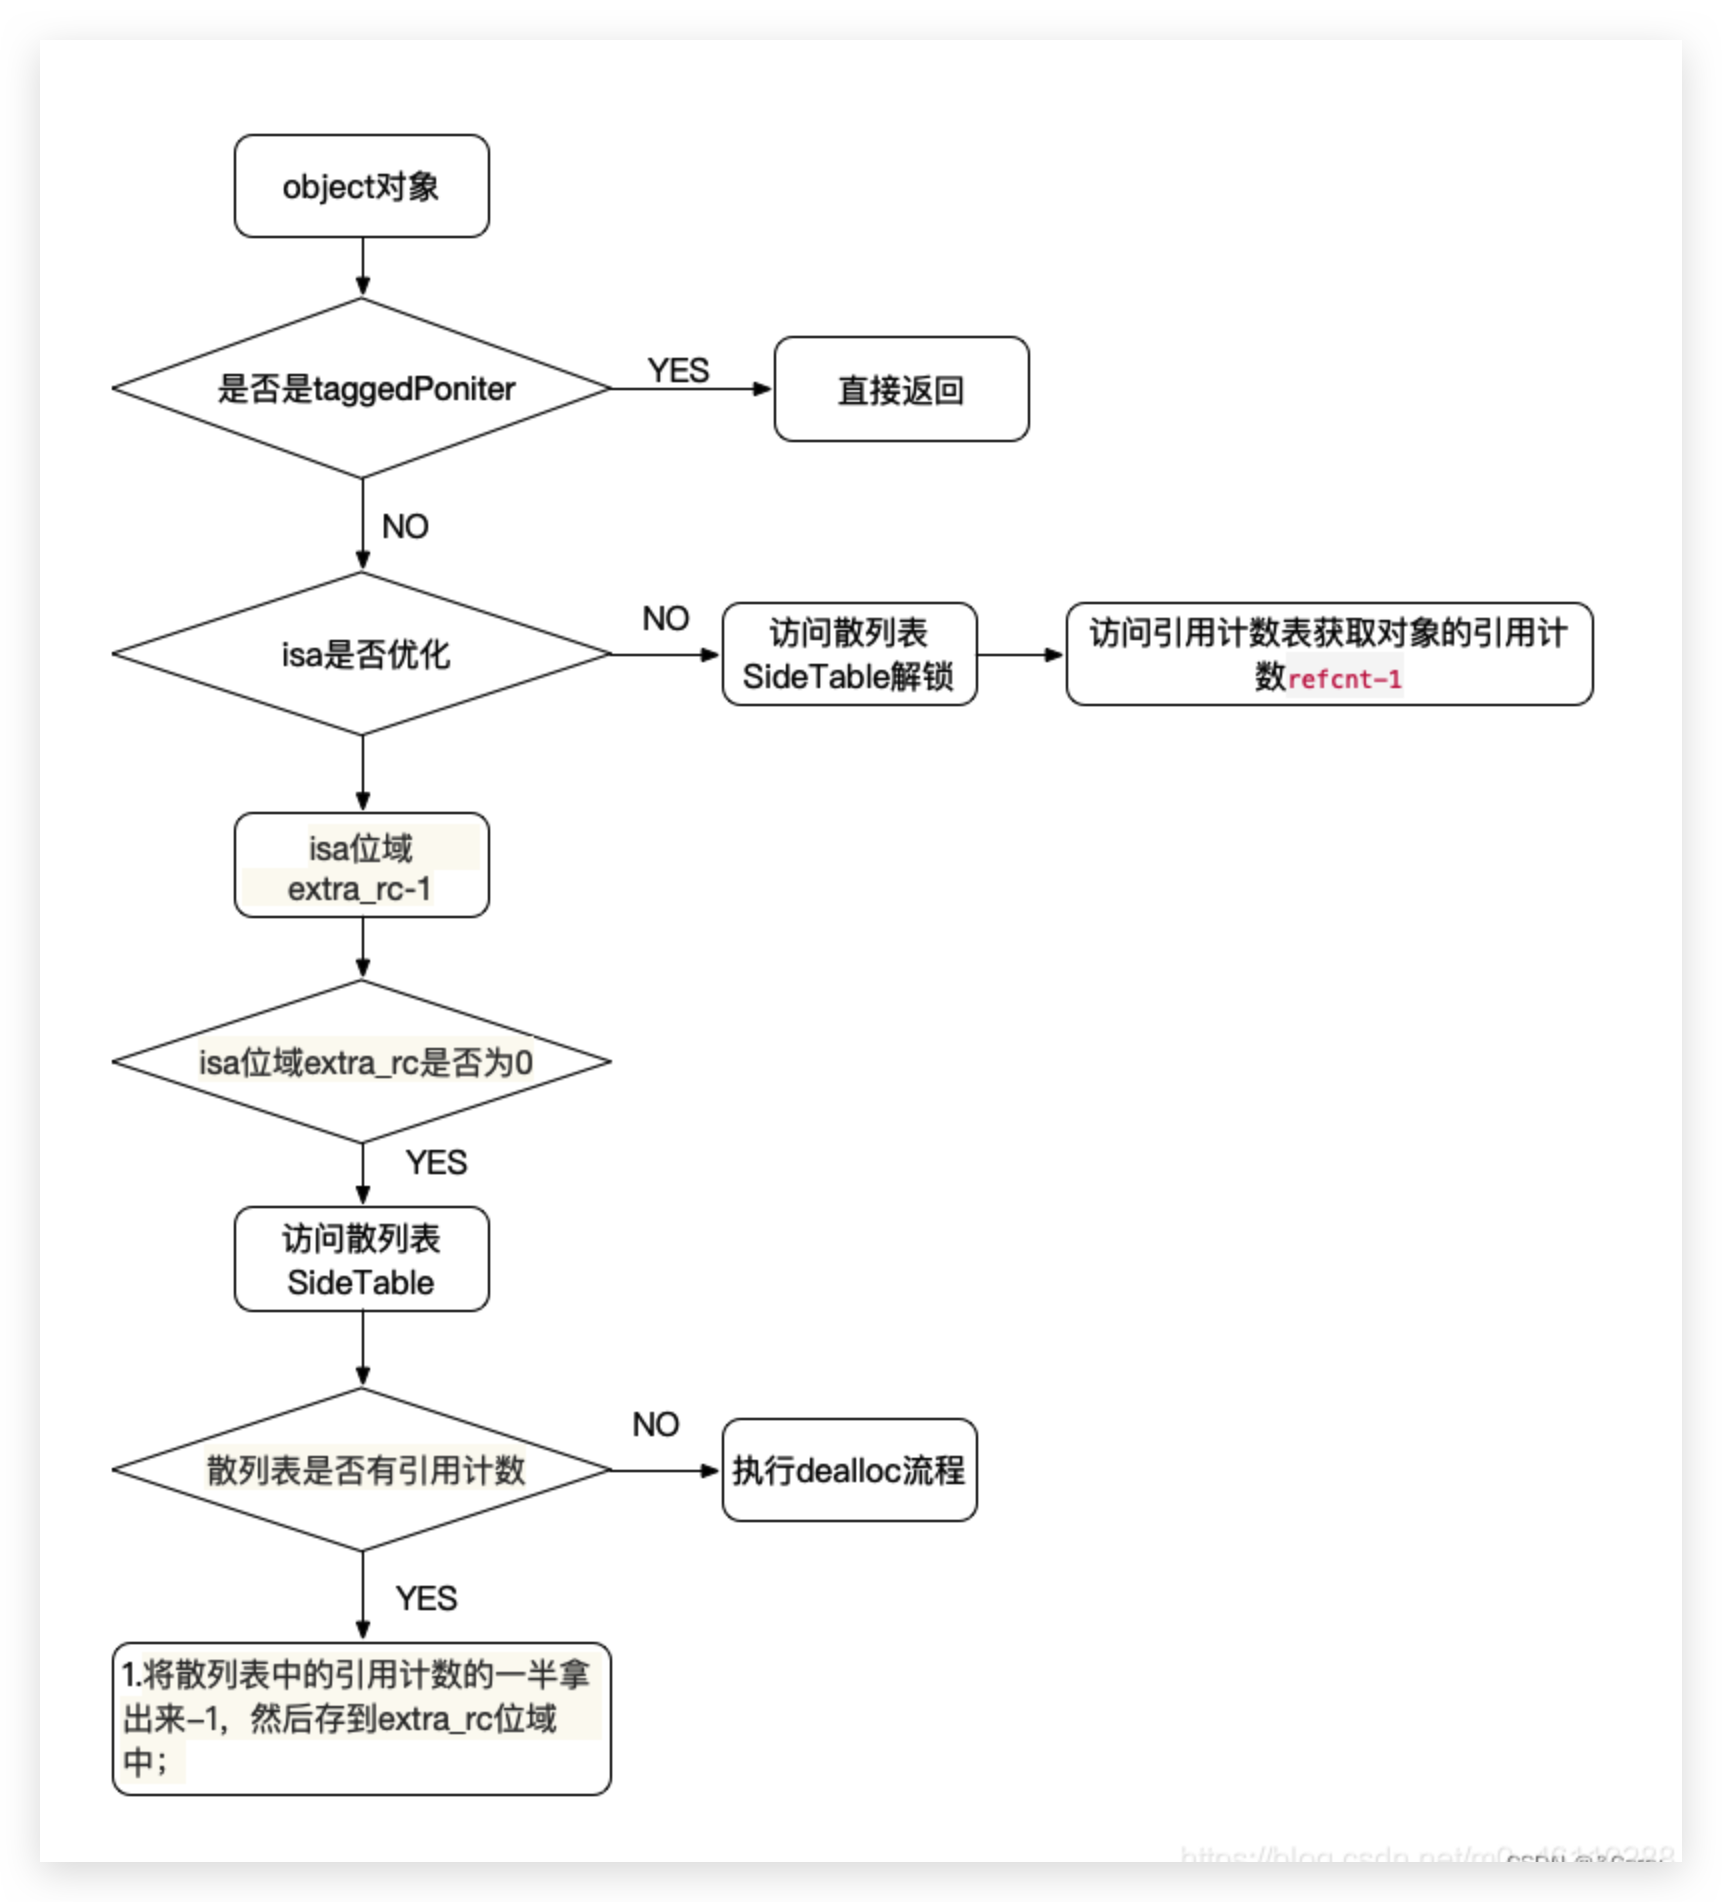 object对象
是否是taggedPoniter
YES
直接返回
NO
isa是否优化
NO
访问散列表
SideTable解锁
访问引用计数表获取对象的引用计
数refcnt-1
isa位域
extra_rc-1
isa位域extra_rc是否为0
YES
访问散列表
SideTable
散列表是否有引用计数
NO
执行dealloc流程
YES
1.将散列表中的引用计数的一半拿
出来-1，然后存到extra_rc位域
中；
https://blog.csdn.net/